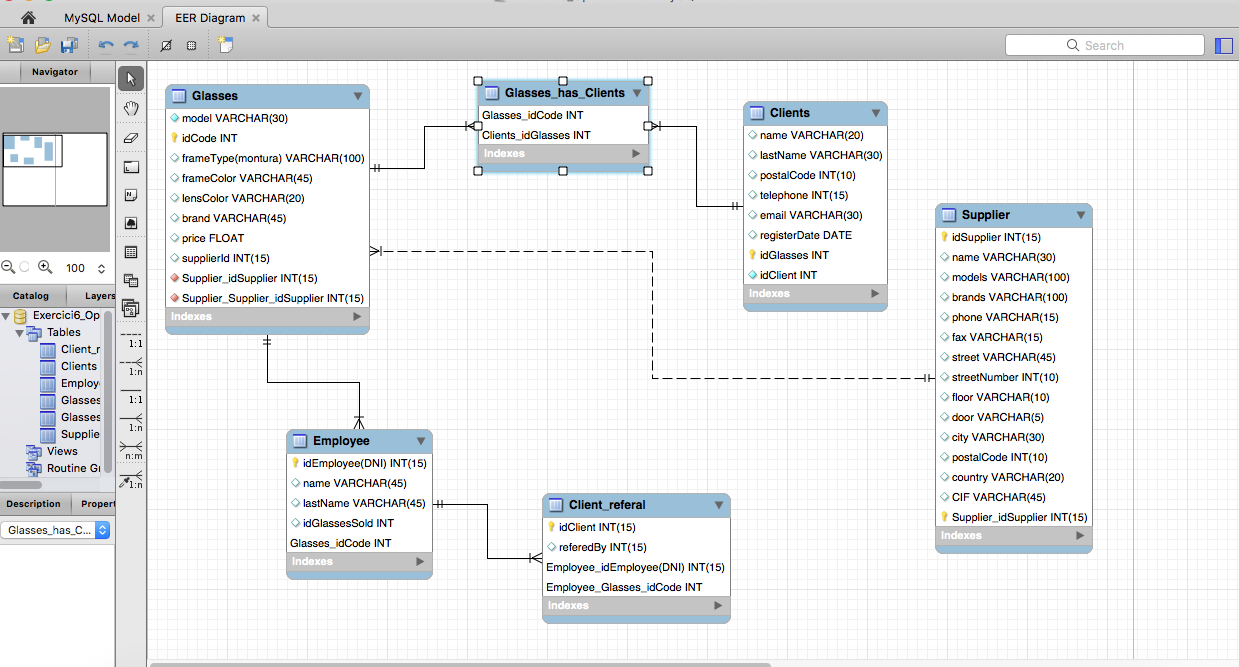 MySQL Model
EER Diagram
Search
Navigator
100
Catalog
Layers
Exercici6_Op
Tables
Client_r
Clients
Employ
Glasses
Glasses
Supplie
Views
Routine Gr
Description
Propert
Glasses_has_C...
1:1
1:n
1:1
1:n
n:m
1:n
Glasses
model VARCHAR(30)
idCode INT
frameType(montura) VARCHAR(100)
frameColor VARCHAR(45)
lensColor VARCHAR(20)
brand VARCHAR(45)
price FLOAT
supplierId INT(15)
Supplier_idSupplier INT(15)
Supplier_Supplier_idSupplier INT(15)
Indexes
Glasses_has_Clients
Glasses_idCode INT
Clients_idGlasses INT
Indexes
Clients
name VARCHAR(20)
lastName VARCHAR(30)
postalCode INT(10)
telephone INT(15)
email VARCHAR(30)
registerDate DATE
idGlasses INT
idClient INT
Indexes
Supplier
idSupplier INT(15)
name VARCHAR(30)
models VARCHAR(100)
brands VARCHAR(100)
phone VARCHAR(15)
fax VARCHAR(15)
street VARCHAR(45)
streetNumber INT(10)
floor VARCHAR(10)
door VARCHAR(5)
city VARCHAR(30)
postalCode INT(10)
country VARCHAR(20)
CIF VARCHAR(45)
Supplier_idSupplier INT(15)
Indexes
Employee
idEmployee(DNI) INT(15)
name VARCHAR(45)
lastName VARCHAR(45)
idGlassesSold INT
Glasses_idCode INT
Indexes
Client_referal
idClient INT(15)
referedBy INT(15)
Employee_idEmployee(DNI) INT(15)
Employee_Glasses_idCode INT
Indexes